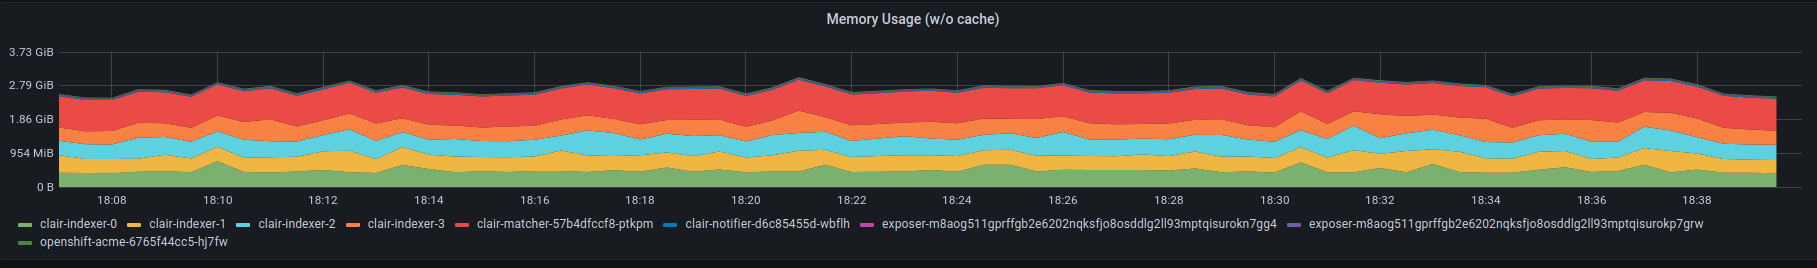 Memory Usage (w/o cache)
3.73 GiB
2.79 GiB
1.86 GiB
954 MiB
0 B
18:08 18:10 18:12 18:14 18:16 18:18 18:20 18:22 18:24 18:26 18:28 18:30 18:32 18:34 18:36 18:38
clair-indexer-0 clair-indexer-1 clair-indexer-2 clair-indexer-3 clair-matcher-57b4dfccf8-ptkpm clair-notifier-d6c85455d-wbflh exposer-m8aog511gprffgb2e6202nqksfjo8osddlg2ll93mptqisurokn7gg4 exposer-m8aog511gprffgb2e6202nqksfjo8osddlg2ll93mptqisurokp7grw
openshift-acme-6765f44cc5-hj7fw